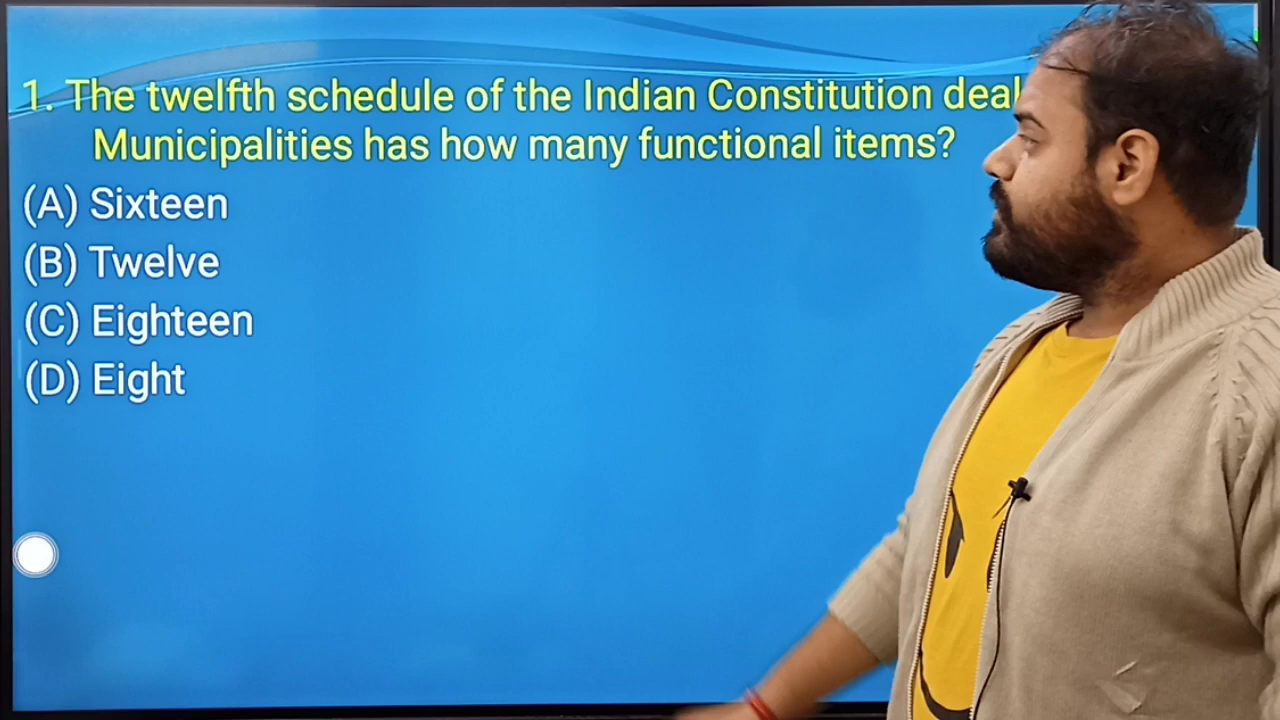 1. The twelfth schedule of the Indian Constitution deal
Municipalities has how many functional items?
(A) Sixteen
(B) Twelve
(C) Eighteen
(D) Eight